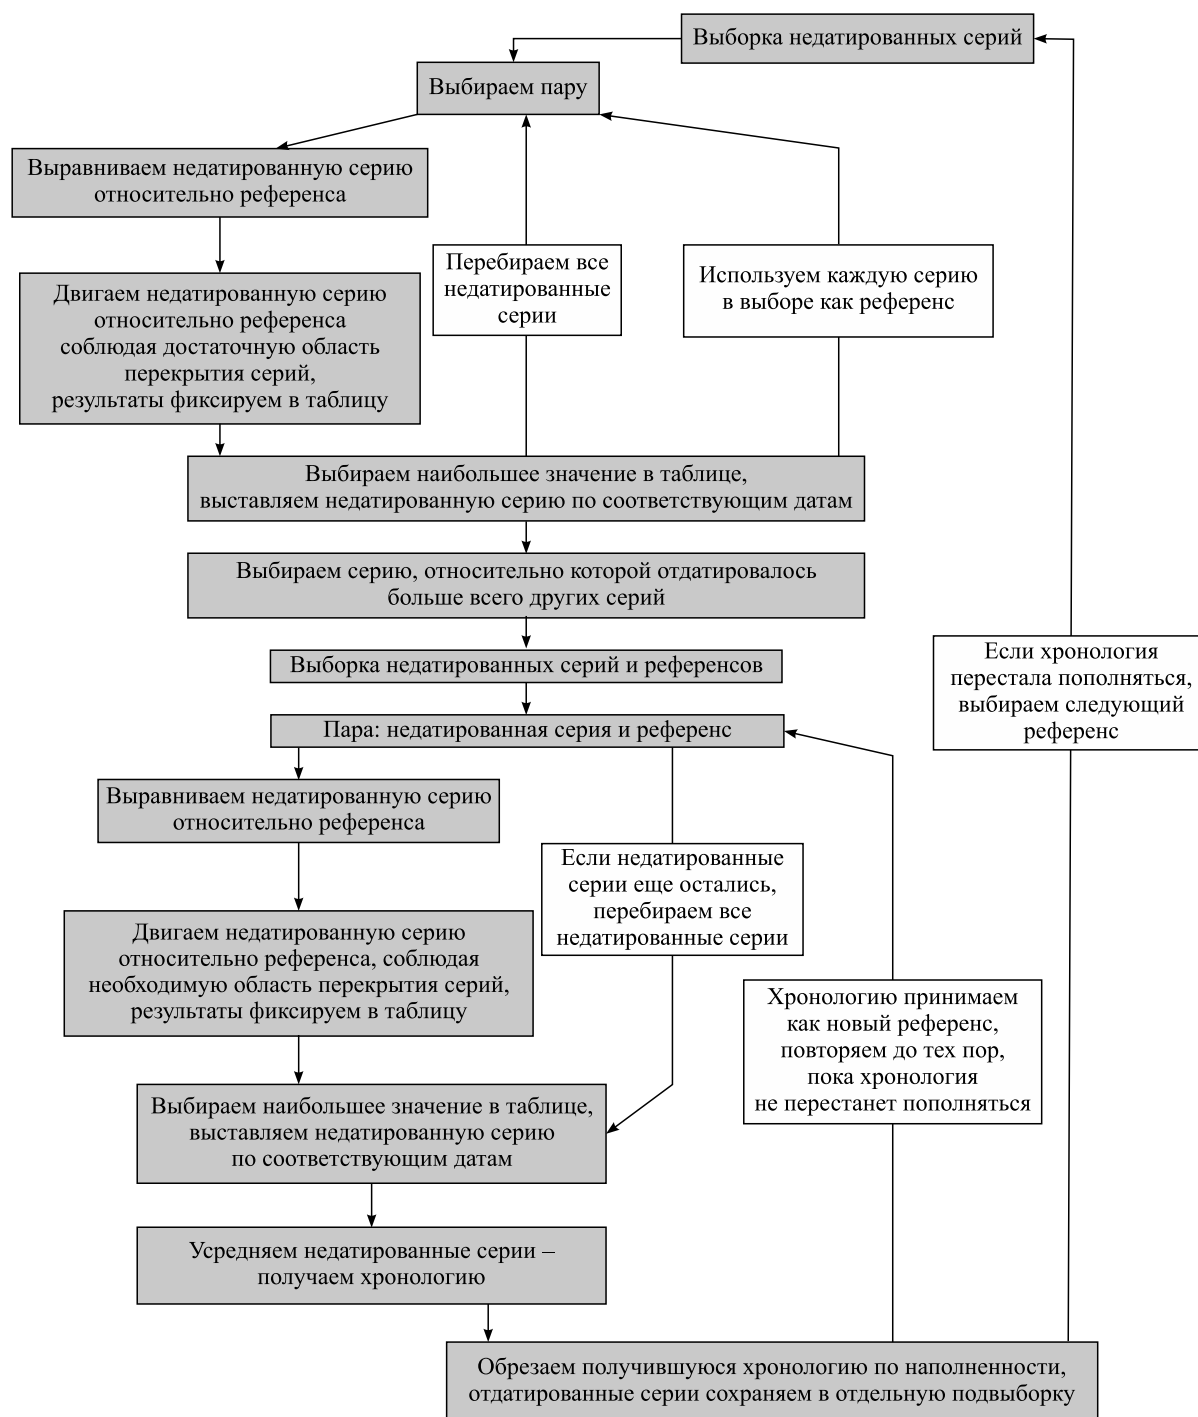 Выборка недатированных серий
Выбираем пару
Выравниваем недатированную серию
относительно референса
Перебираем все
недатированные
серии
Используем каждую серию
в выборе как референс
Двигаем недатированную серию
относительно референса
соблюдая достаточную область
перекрытия серий,
результаты фиксируем в таблицу
Выбираем наибольшее значение в таблице,
выставляем недатированную серию по соответствующим датам
Выбираем серию, относительно которой отдатировалось
больше всего других серий
Выборка недатированных серий и референсов
Если хронология
перестала пополняться,
выбираем следующий
референс
Пара: недатированная серия и референс
Выравниваем недатированную серию
относительно референса
Если недатированные
серии еще остались,
перебираем все
недатированные серии
Двигаем недатированную серию
относительно референса, соблюдая
необходимую область перекрытия серий,
результаты фиксируем в таблицу
Хронологию принимаем
как новый референс,
повторяем до тех пор,
пока хронология
не перестанет пополняться
Выбираем наибольшее значение в таблице,
выставляем недатированную серию
по соответствующим датам
Усредняем недатированные серии –
получаем хронологию
Обрезаем получившуюся хронологию по наполненности,
отдатированные серии сохраняем в отдельную подвыборку